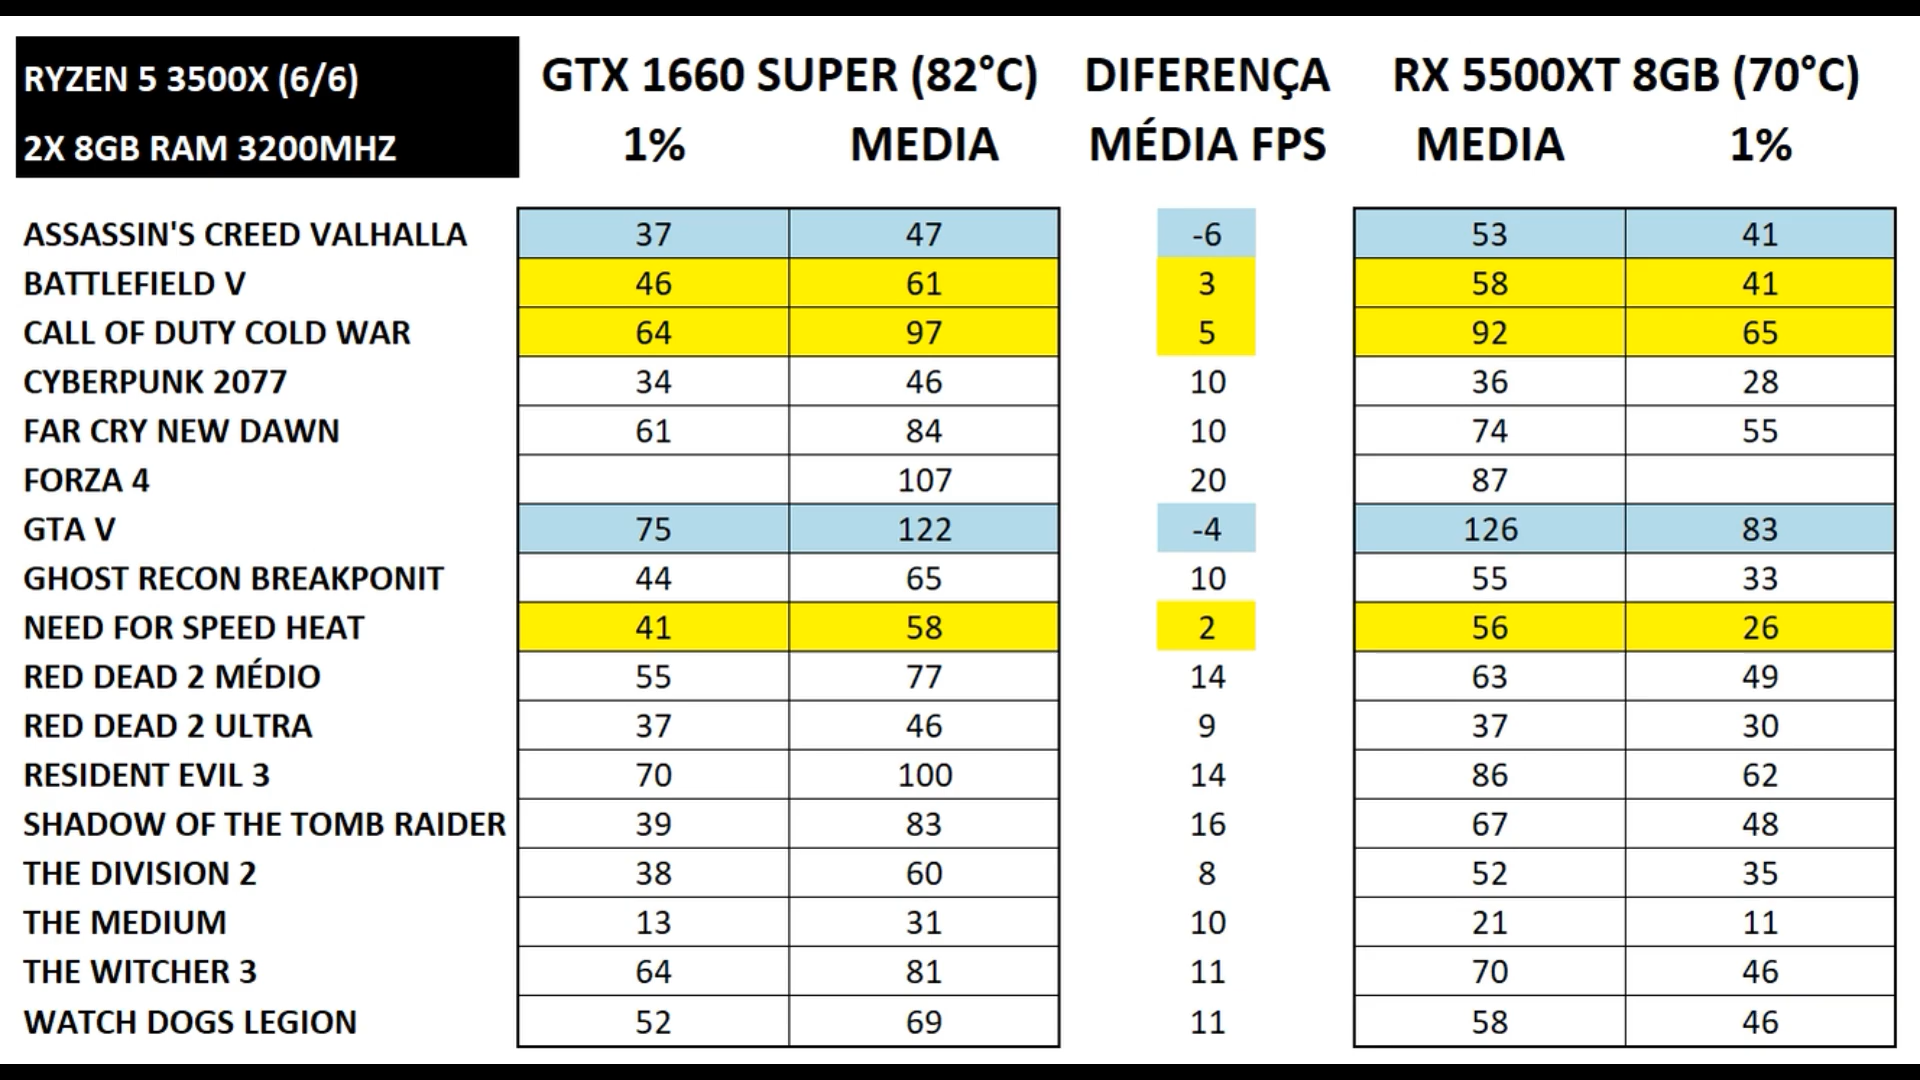 RYZEN 5 3500X (6/6) GTX 1660 SUPER (82°C) DIFERENÇA RX 5500XT 8GB (70°C)
2X 8GB RAM 3200MHZ 1% MEDIA MÉDIA FPS MEDIA 1%
ASSASSIN'S CREED VALHALLA 37 47 -6 53 41
BATTLEFIELD V 46 61 3 58 41
CALL OF DUTY COLD WAR 64 97 5 92 65
CYBERPUNK 2077 34 46 10 36 28
FAR CRY NEW DAWN 61 84 10 74 55
FORZA 4 107 20 87
GTA V 75 122 -4 126 83
GHOST RECON BREAKPONIT 44 65 10 55 33
NEED FOR SPEED HEAT 41 58 2 56 26
RED DEAD 2 MÉDIO 55 77 14 63 49
RED DEAD 2 ULTRA 37 46 9 37 30
RESIDENT EVIL 3 70 100 14 86 62
SHADOW OF THE TOMB RAIDER 39 83 16 67 48
THE DIVISION 2 38 60 8 52 35
THE MEDIUM 13 31 10 21 11
THE WITCHER 3 64 81 11 70 46
WATCH DOGS LEGION 52 69 11 58 46